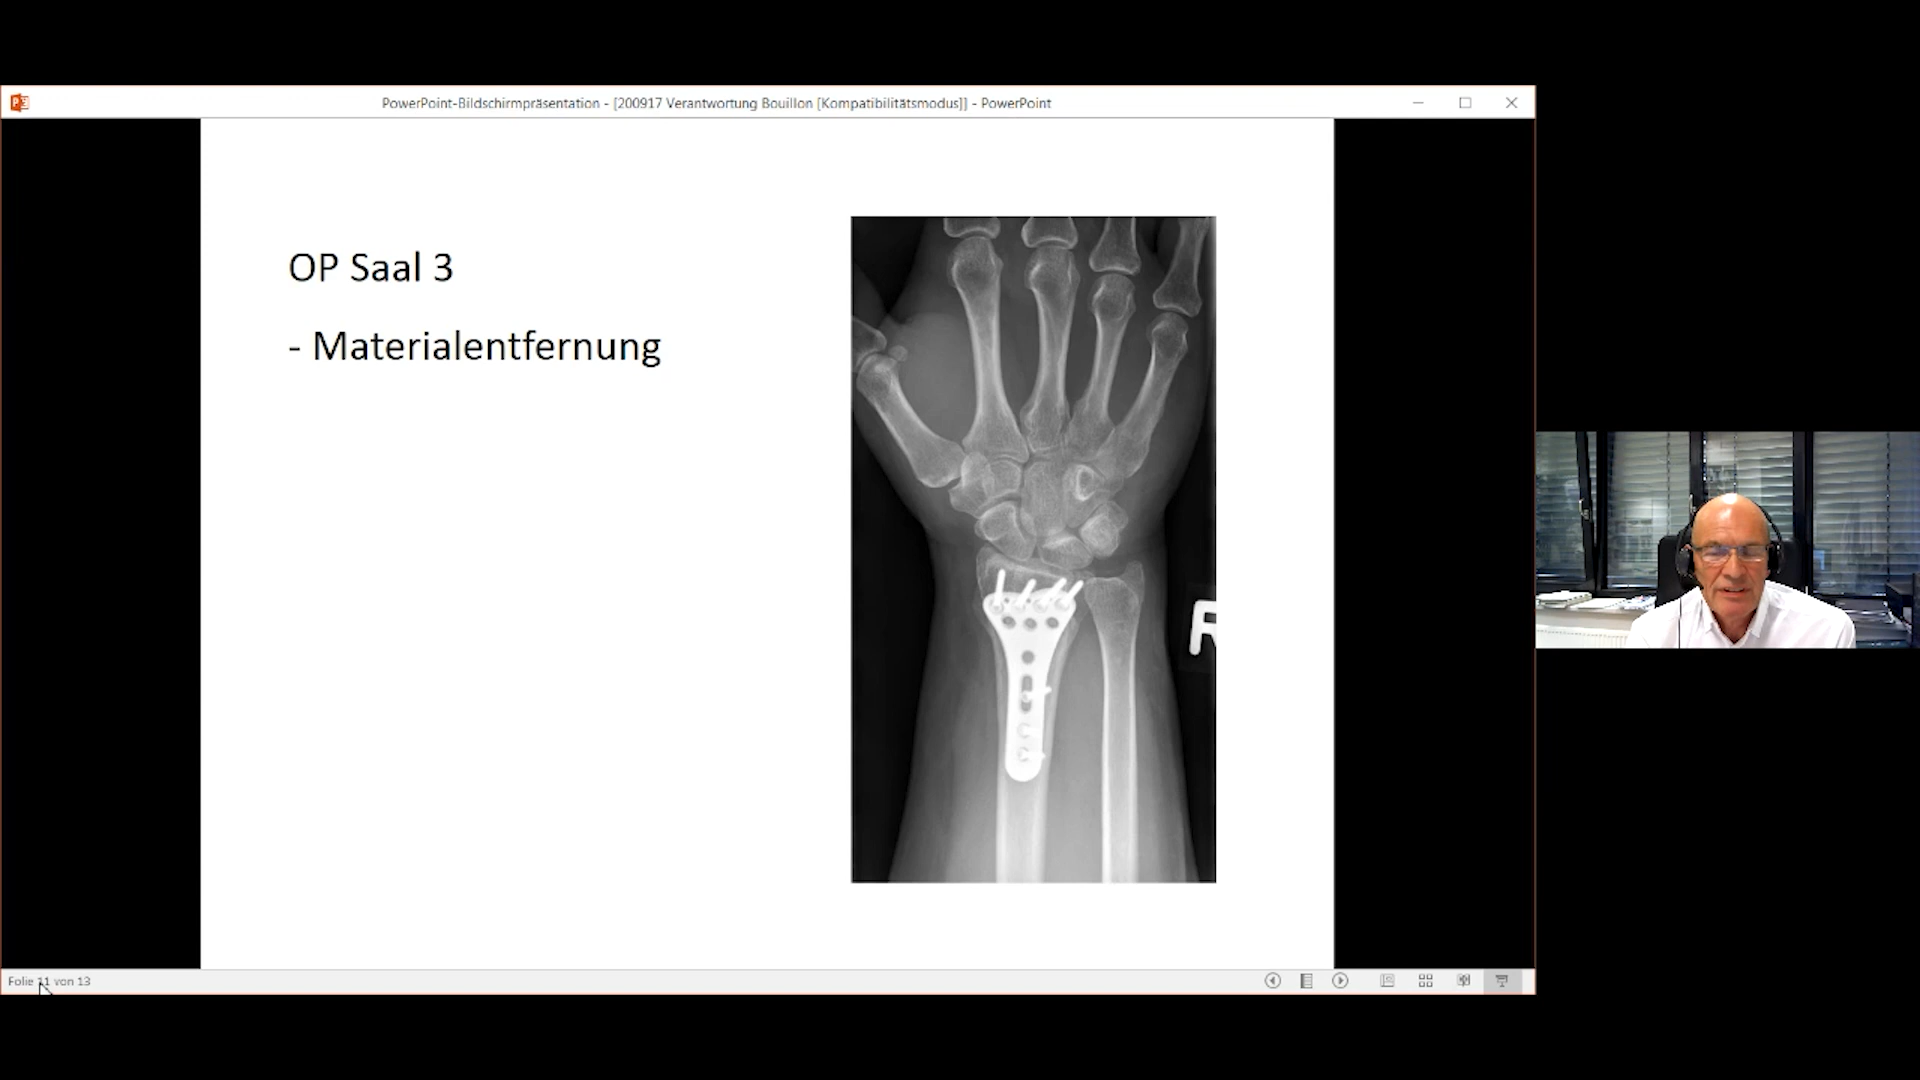 PowerPoint-Bildschirmpräsentation - [200917 Verantwortung Bouillon [Kompatibilitätsmodus]] - PowerPoint
OP Saal 3
- Materialentfernung
R
Folie 11 von 13